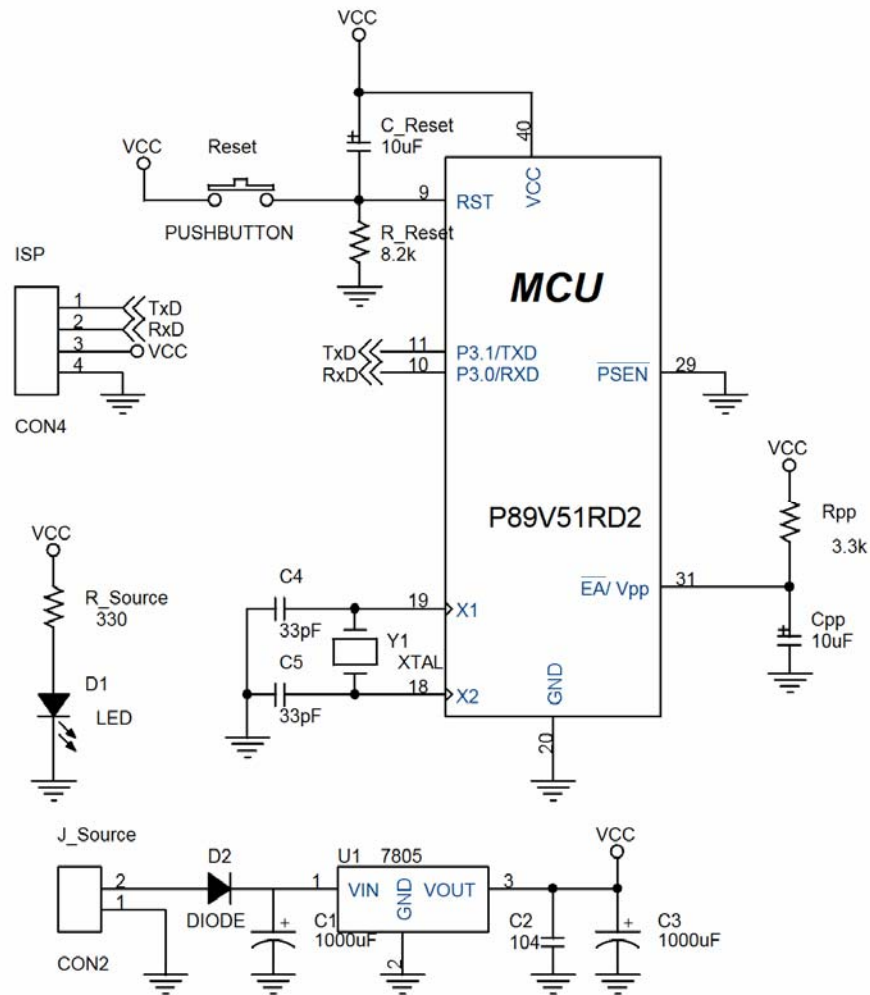 VCC
C_Reset
10uF
40
VCC
Reset
VCC
9
RST
PUSHBUTTON
R_Reset
8.2k
MCU
ISP
1
TxD
2
RxD
3
VCC
4
CON4
TxD
11
P3.1/TXD
RxD
10
P3.0/RXD
PSEN
29
VCC
P89V51RD2
Rpp
3.3k
VCC
R_Source
330
D1
LED
C4
33pF
19
X1
EA/ Vpp
31
Cpp
10uF
Y1
XTAL
C5
33pF
18
X2
GND
20
J_Source
2
1
CON2
D2
DIODE
C1
1000uF
U1
7805
1
VIN
GND
VOUT
3
2
C2
104
VCC
C3
1000uF